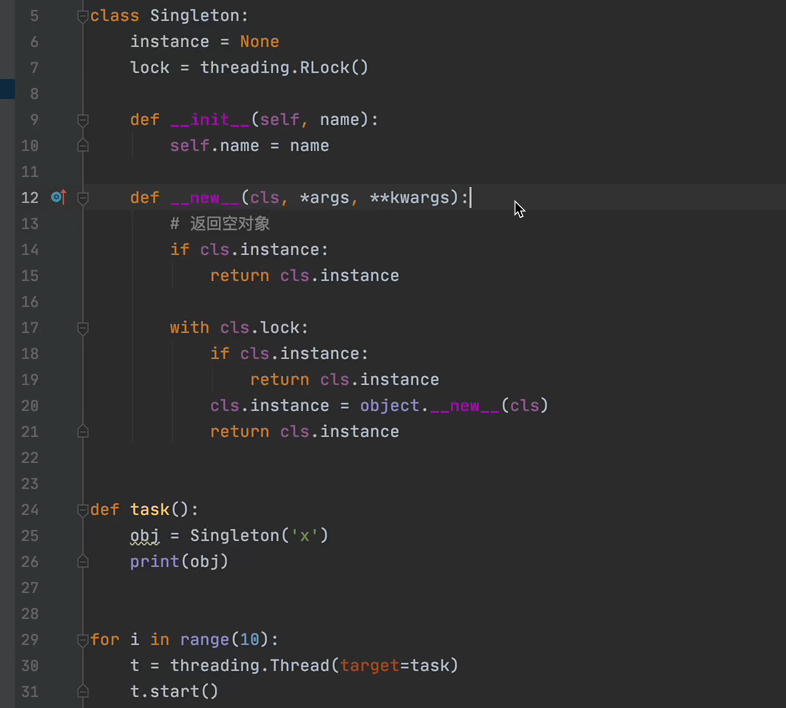 5 class Singleton:
6     instance = None
7     lock = threading.RLock()
8
9     def __init__(self, name):
10         self.name = name
11
12     def __new__(cls, *args, **kwargs):
13         # 返回空对象
14         if cls.instance:
15             return cls.instance
16
17         with cls.lock:
18             if cls.instance:
19                 return cls.instance
20             cls.instance = object.__new__(cls)
21             return cls.instance
22
23
24 def task():
25     obj = Singleton('x')
26     print(obj)
27
28
29 for i in range(10):
30     t = threading.Thread(target=task)
31     t.start()